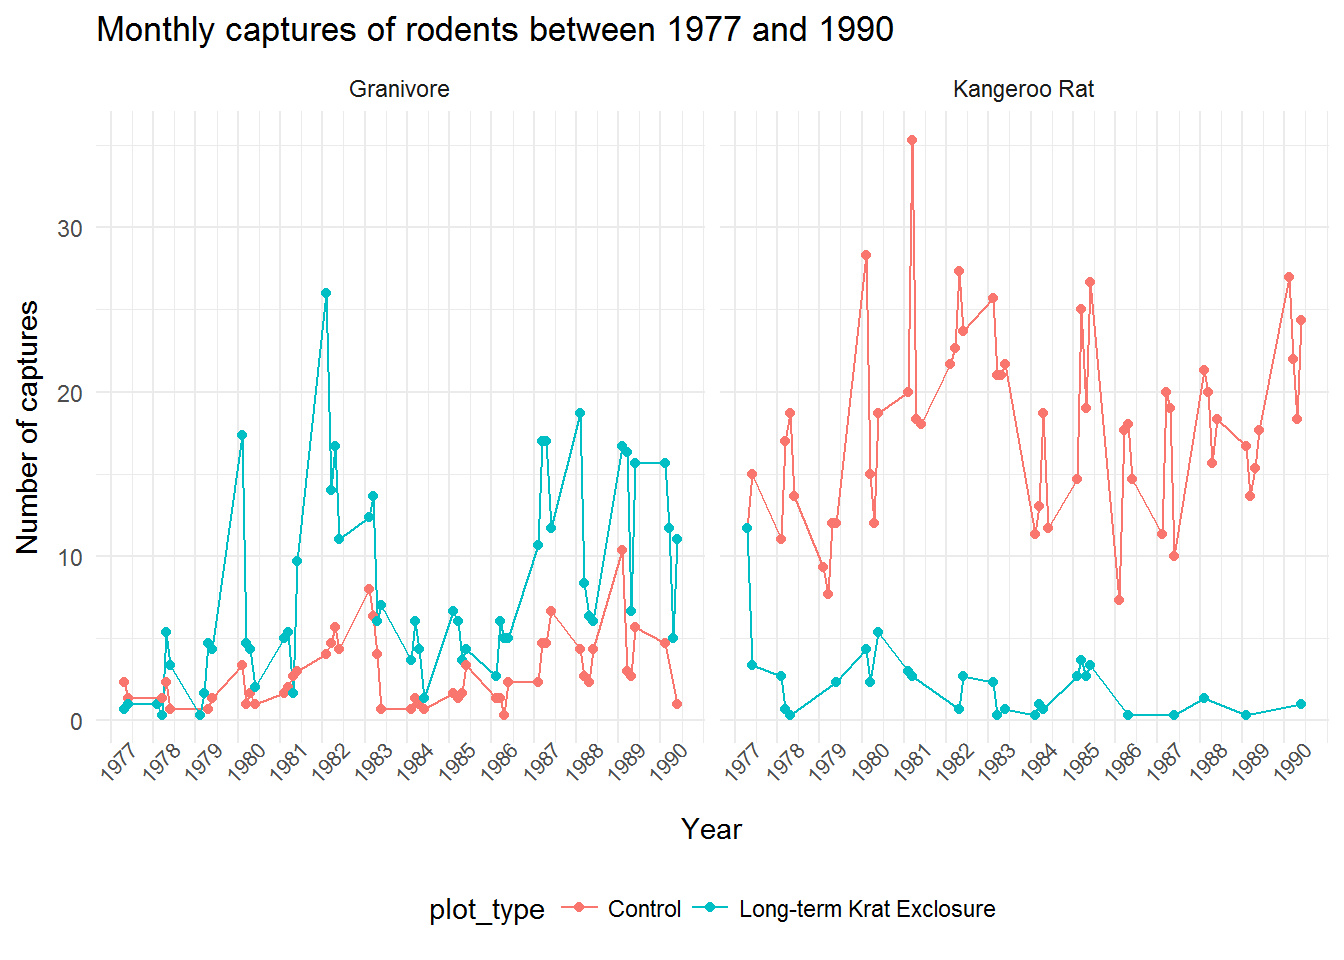 Monthly captures of rodents between 1977 and 1990
Granivore
Kangeroo Rat
Number of captures
30
20
10
0
1977 1978 1979 1980 1981 1982 1983 1984 1985 1986 1987 1988 1989 1990
1977 1978 1979 1980 1981 1982 1983 1984 1985 1986 1987 1988 1989 1990
Year
plot_type Control Long-term Krat Exclosure